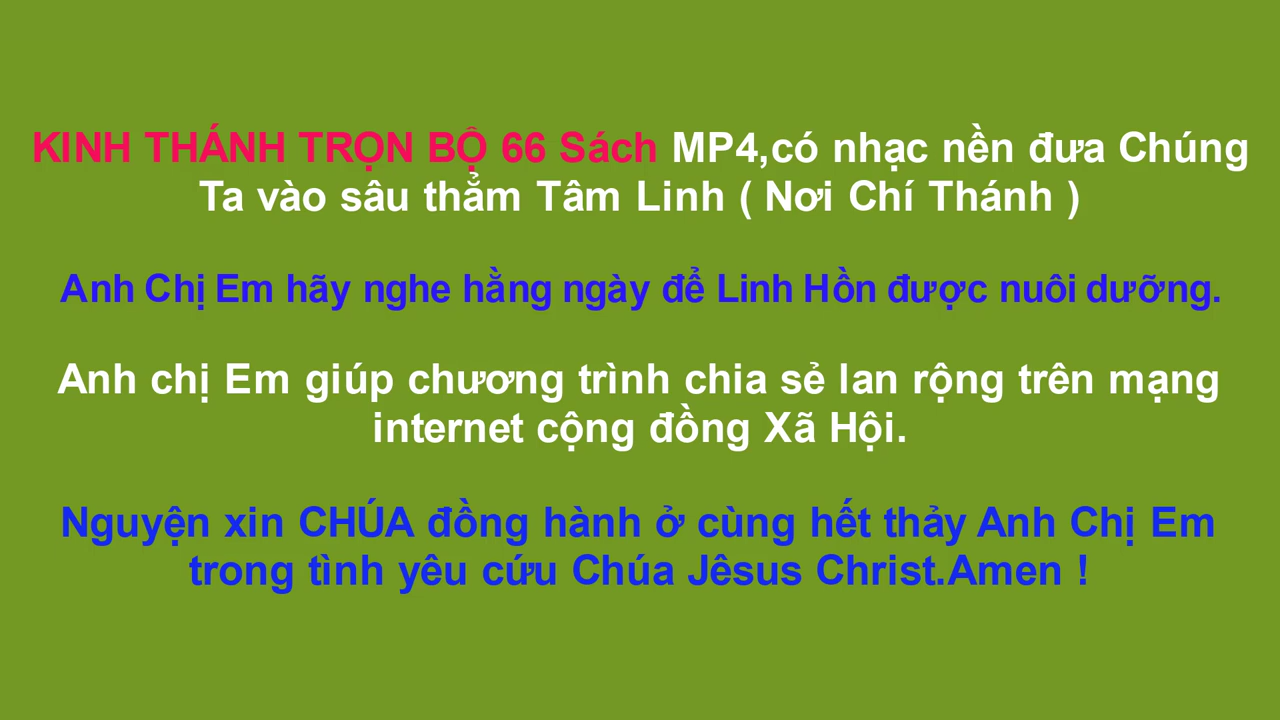 KINH THÁNH TRỌN BỘ 66 Sách MP4,có nhạc nền đưa Chúng
Ta vào sâu thẳm Tâm Linh ( Nơi Chí Thánh )
Anh Chị Em hãy nghe hằng ngày để Linh Hồn được nuôi dưỡng.
Anh chị Em giúp chương trình chia sẻ lan rộng trên mạng
internet cộng đồng Xã Hội.
Nguyện xin CHÚA đồng hành ở cùng hết thảy Anh Chị Em
trong tình yêu cứu Chúa Jêsus Christ.Amen !